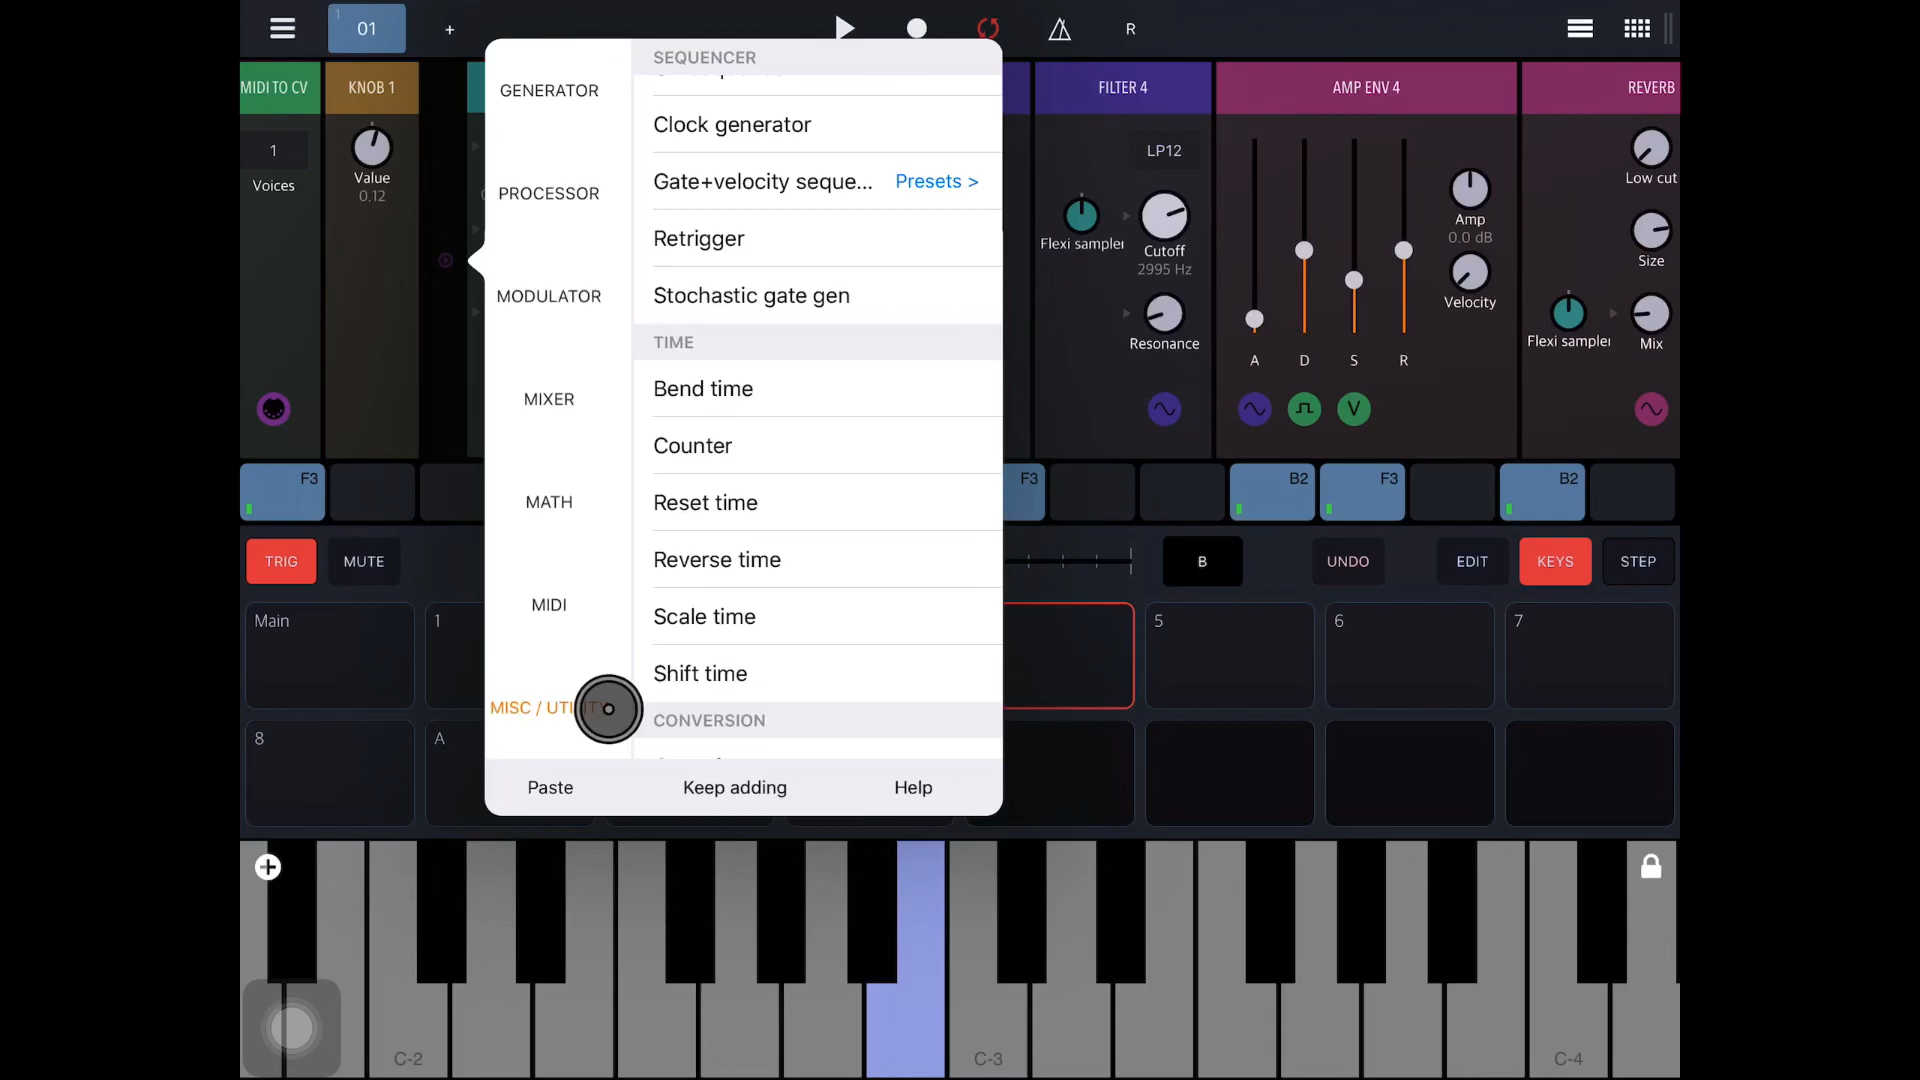 1
01
+
R
MIDI TO CV
KNOB 1
FILTER 4
AMP ENV 4
REVERB
1
Voices
Value
0.12
LP12
Flexi sampler
Cutoff
2995 Hz
Resonance
Amp
0.0 dB
Velocity
A
D
S
R
V
Low cut
Size
Flexi sampler
Mix
GENERATOR
PROCESSOR
MODULATOR
MIXER
MATH
MIDI
MISC / UTILITY
SEQUENCER
Clock generator
Gate+velocity seque...
Presets >
Retrigger
Stochastic gate gen
TIME
Bend time
Counter
Reset time
Reverse time
Scale time
Shift time
CONVERSION
Paste
Keep adding
Help
F3
F3
B2
F3
B2
TRIG
MUTE
B
UNDO
EDIT
KEYS
STEP
Main
1
5
6
7
8
A
C-2
C-3
C-4